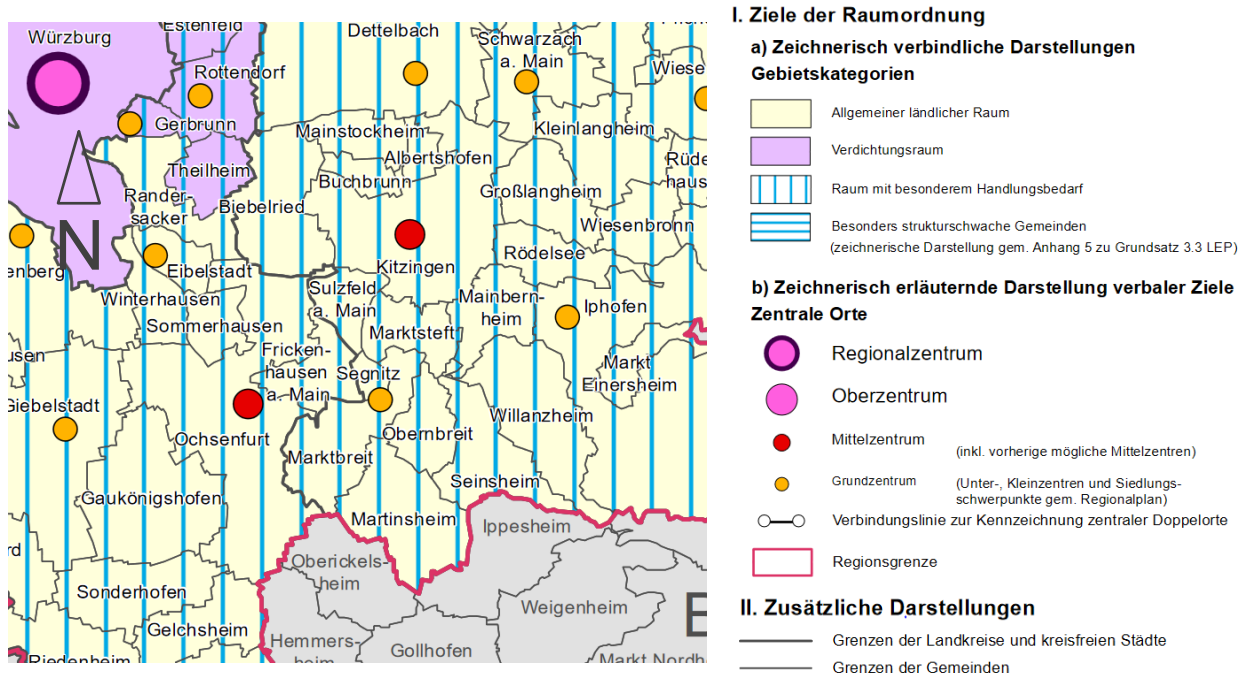 Estenfeld
Würzburg
Dettelbach
Schwarzach
a. Main
Rottendorf
Wiese
Gerbrunn
Mainstockheim
Kleinlangheim
Albertshofen
Theilheim
Rüde
haus
Buchbrunn
Rander-
sacker
Großlangheim
Biebelried
Wiesenbronn
N
Rödelsee
enberg
Eibelstadt
Kitzingen
Winterhausen
Sulzfeld
a. Main
Mainbern-
heim
Iphofen
Sommerhausen
Marktsteft
usen
Fricken-
hausen
a. Main
Segnitz
Markt
Einersheim
Giebelstadt
Willanzheim
Ochsenfurt
Obernbreit
Marktbreit
Seinsheim
Gaukönigshofen
Martinsheim
Ippesheim
rd
Oberickels-
heim
Sonderhofen
Weigenheim
Gelchsheim
Hemmers-
heim
Gollhofen
Riedenheim
Markt Nordh
I. Ziele der Raumordnung
a) Zeichnerisch verbindliche Darstellungen
Gebietskategorien
Allgemeiner ländlicher Raum
Verdichtungsraum
Raum mit besonderem Handlungsbedarf
Besonders strukturschwache Gemeinden
(zeichnerische Darstellung gem. Anhang 5 zu Grundsatz 3.3 LEP)
b) Zeichnerisch erläuternde Darstellung verbaler Ziele
Zentrale Orte
Regionalzentrum
Oberzentrum
Mittelzentrum
(inkl. vorherige mögliche Mittelzentren)
Grundzentrum
(Unter-, Kleinzentren und Siedlungs-
schwerpunkte gem. Regionalplan)
Verbindungslinie zur Kennzeichnung zentraler Doppelorte
Regionsgrenze
II. Zusätzliche Darstellungen
Grenzen der Landkreise und kreisfreien Städte
Grenzen der Gemeinden